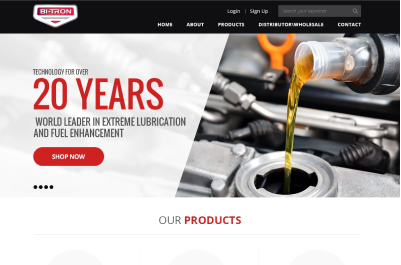 BI-TRON
Login | Sign Up
Search your keyword
HOME ABOUT PRODUCTS DISTRIBUTOR\WHOLESALE CONTACT
TECHNOLOGY FOR OVER
20 YEARS
WORLD LEADER IN EXTREME LUBRICATION
AND FUEL ENHANCEMENT
SHOP NOW
OUR PRODUCTS